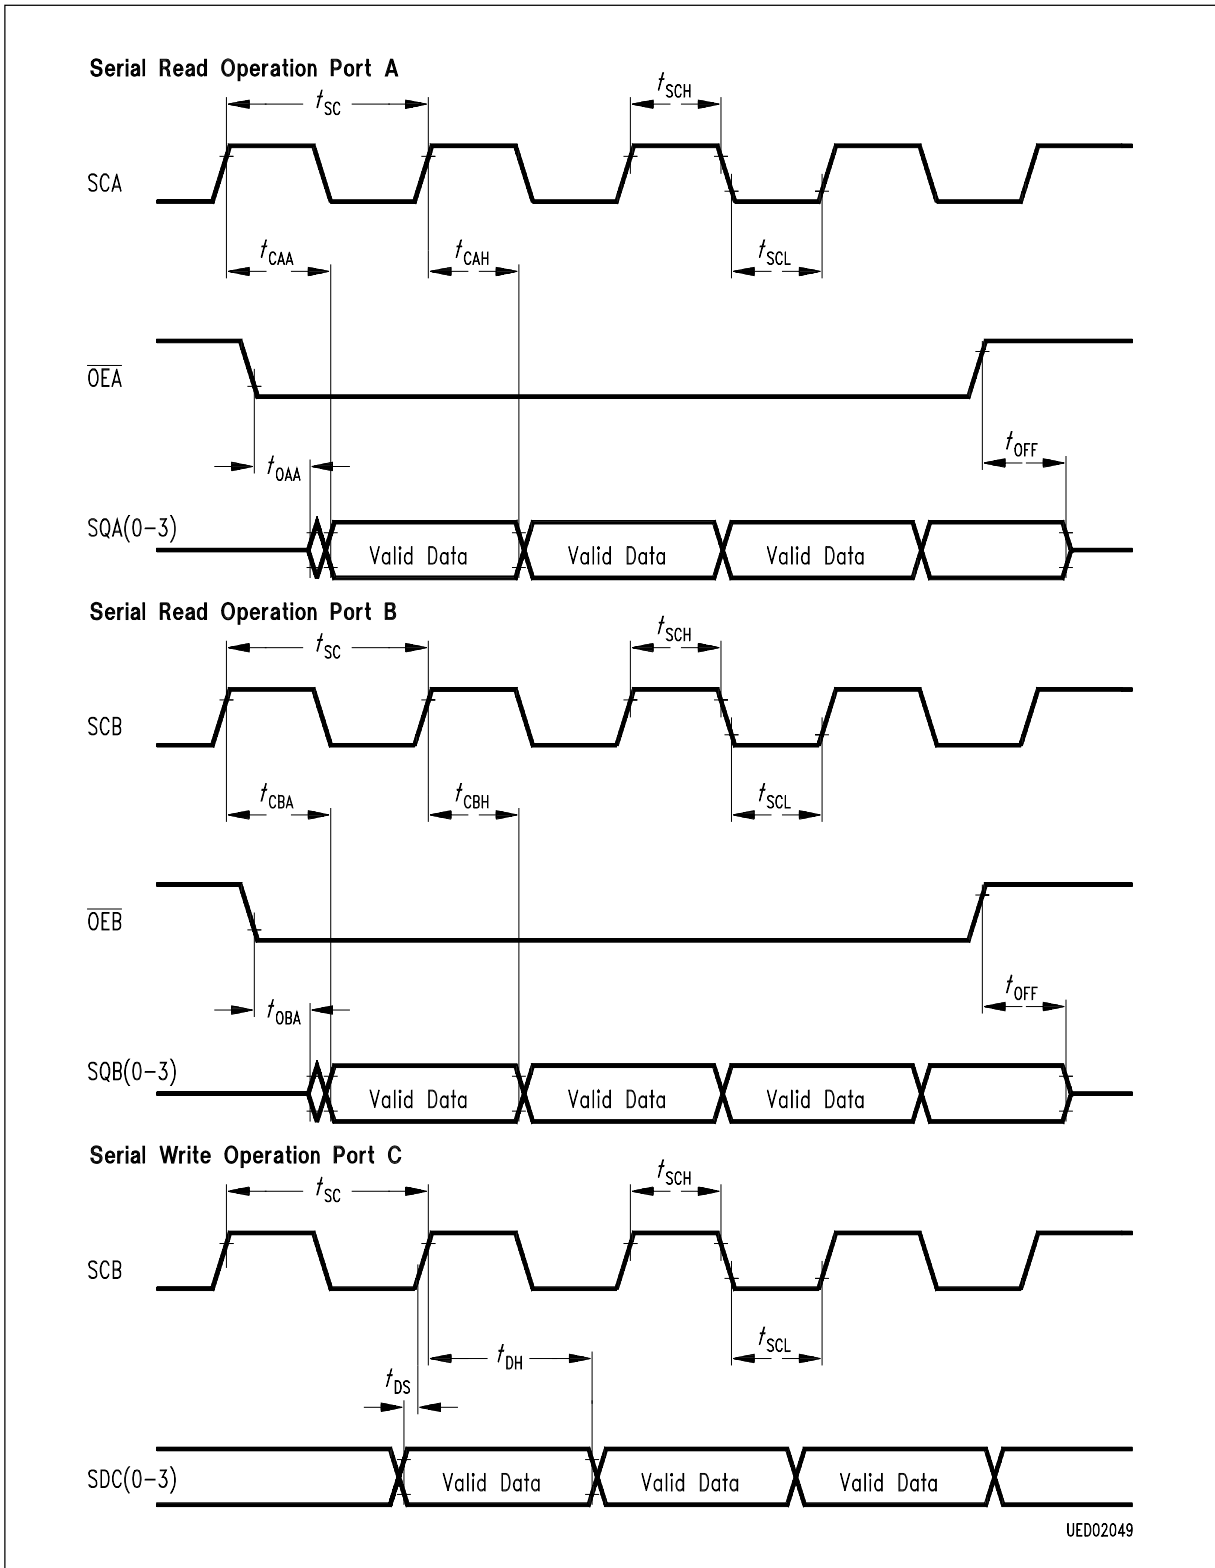 Serial Read Operation Port A
tSC
tSCH
SCA
tCAA
tCAH
tSCL
OEA
tOAA
tOFF
SQA(0-3)
Valid Data Valid Data Valid Data
Serial Read Operation Port B
tSC
tSCH
SCB
tCBA
tCBH
tSCL
OEB
tOBA
tOFF
SQB(0-3)
Valid Data Valid Data Valid Data
Serial Write Operation Port C
tSC
tSCH
SCB
tSCL
tDH
tDS
SDC(0-3)
Valid Data Valid Data Valid Data
UED02049